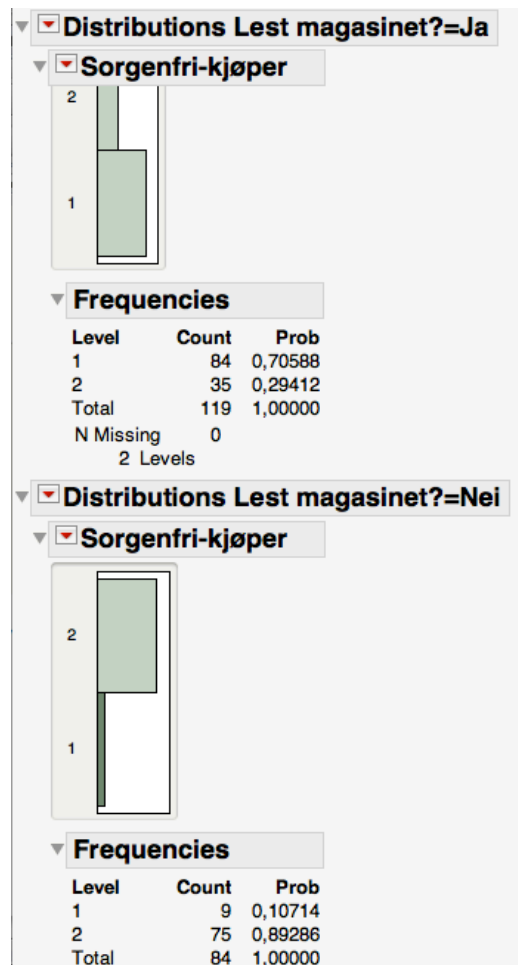 Distributions Lest magasinet?=Ja
Sorgenfri-kjøper
2
1
Frequencies
Level Count Prob
1 84 0,70588
2 35 0,29412
Total 119 1,00000
N Missing 0
2 Levels
Distributions Lest magasinet?=Nei
Sorgenfri-kjøper
2
1
Frequencies
Level Count Prob
1 9 0,10714
2 75 0,89286
Total 84 1,00000